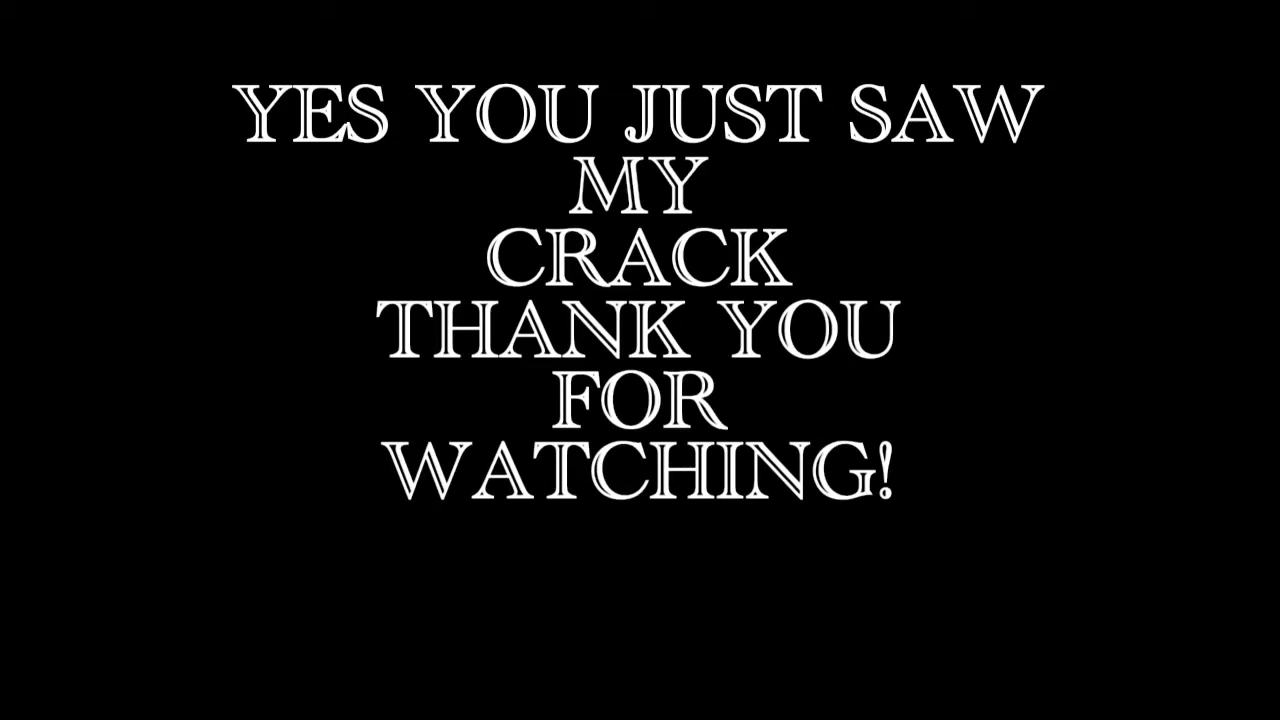 YES YOU JUST SAW
MY
CRACK
THANK YOU
FOR
WATCHING!